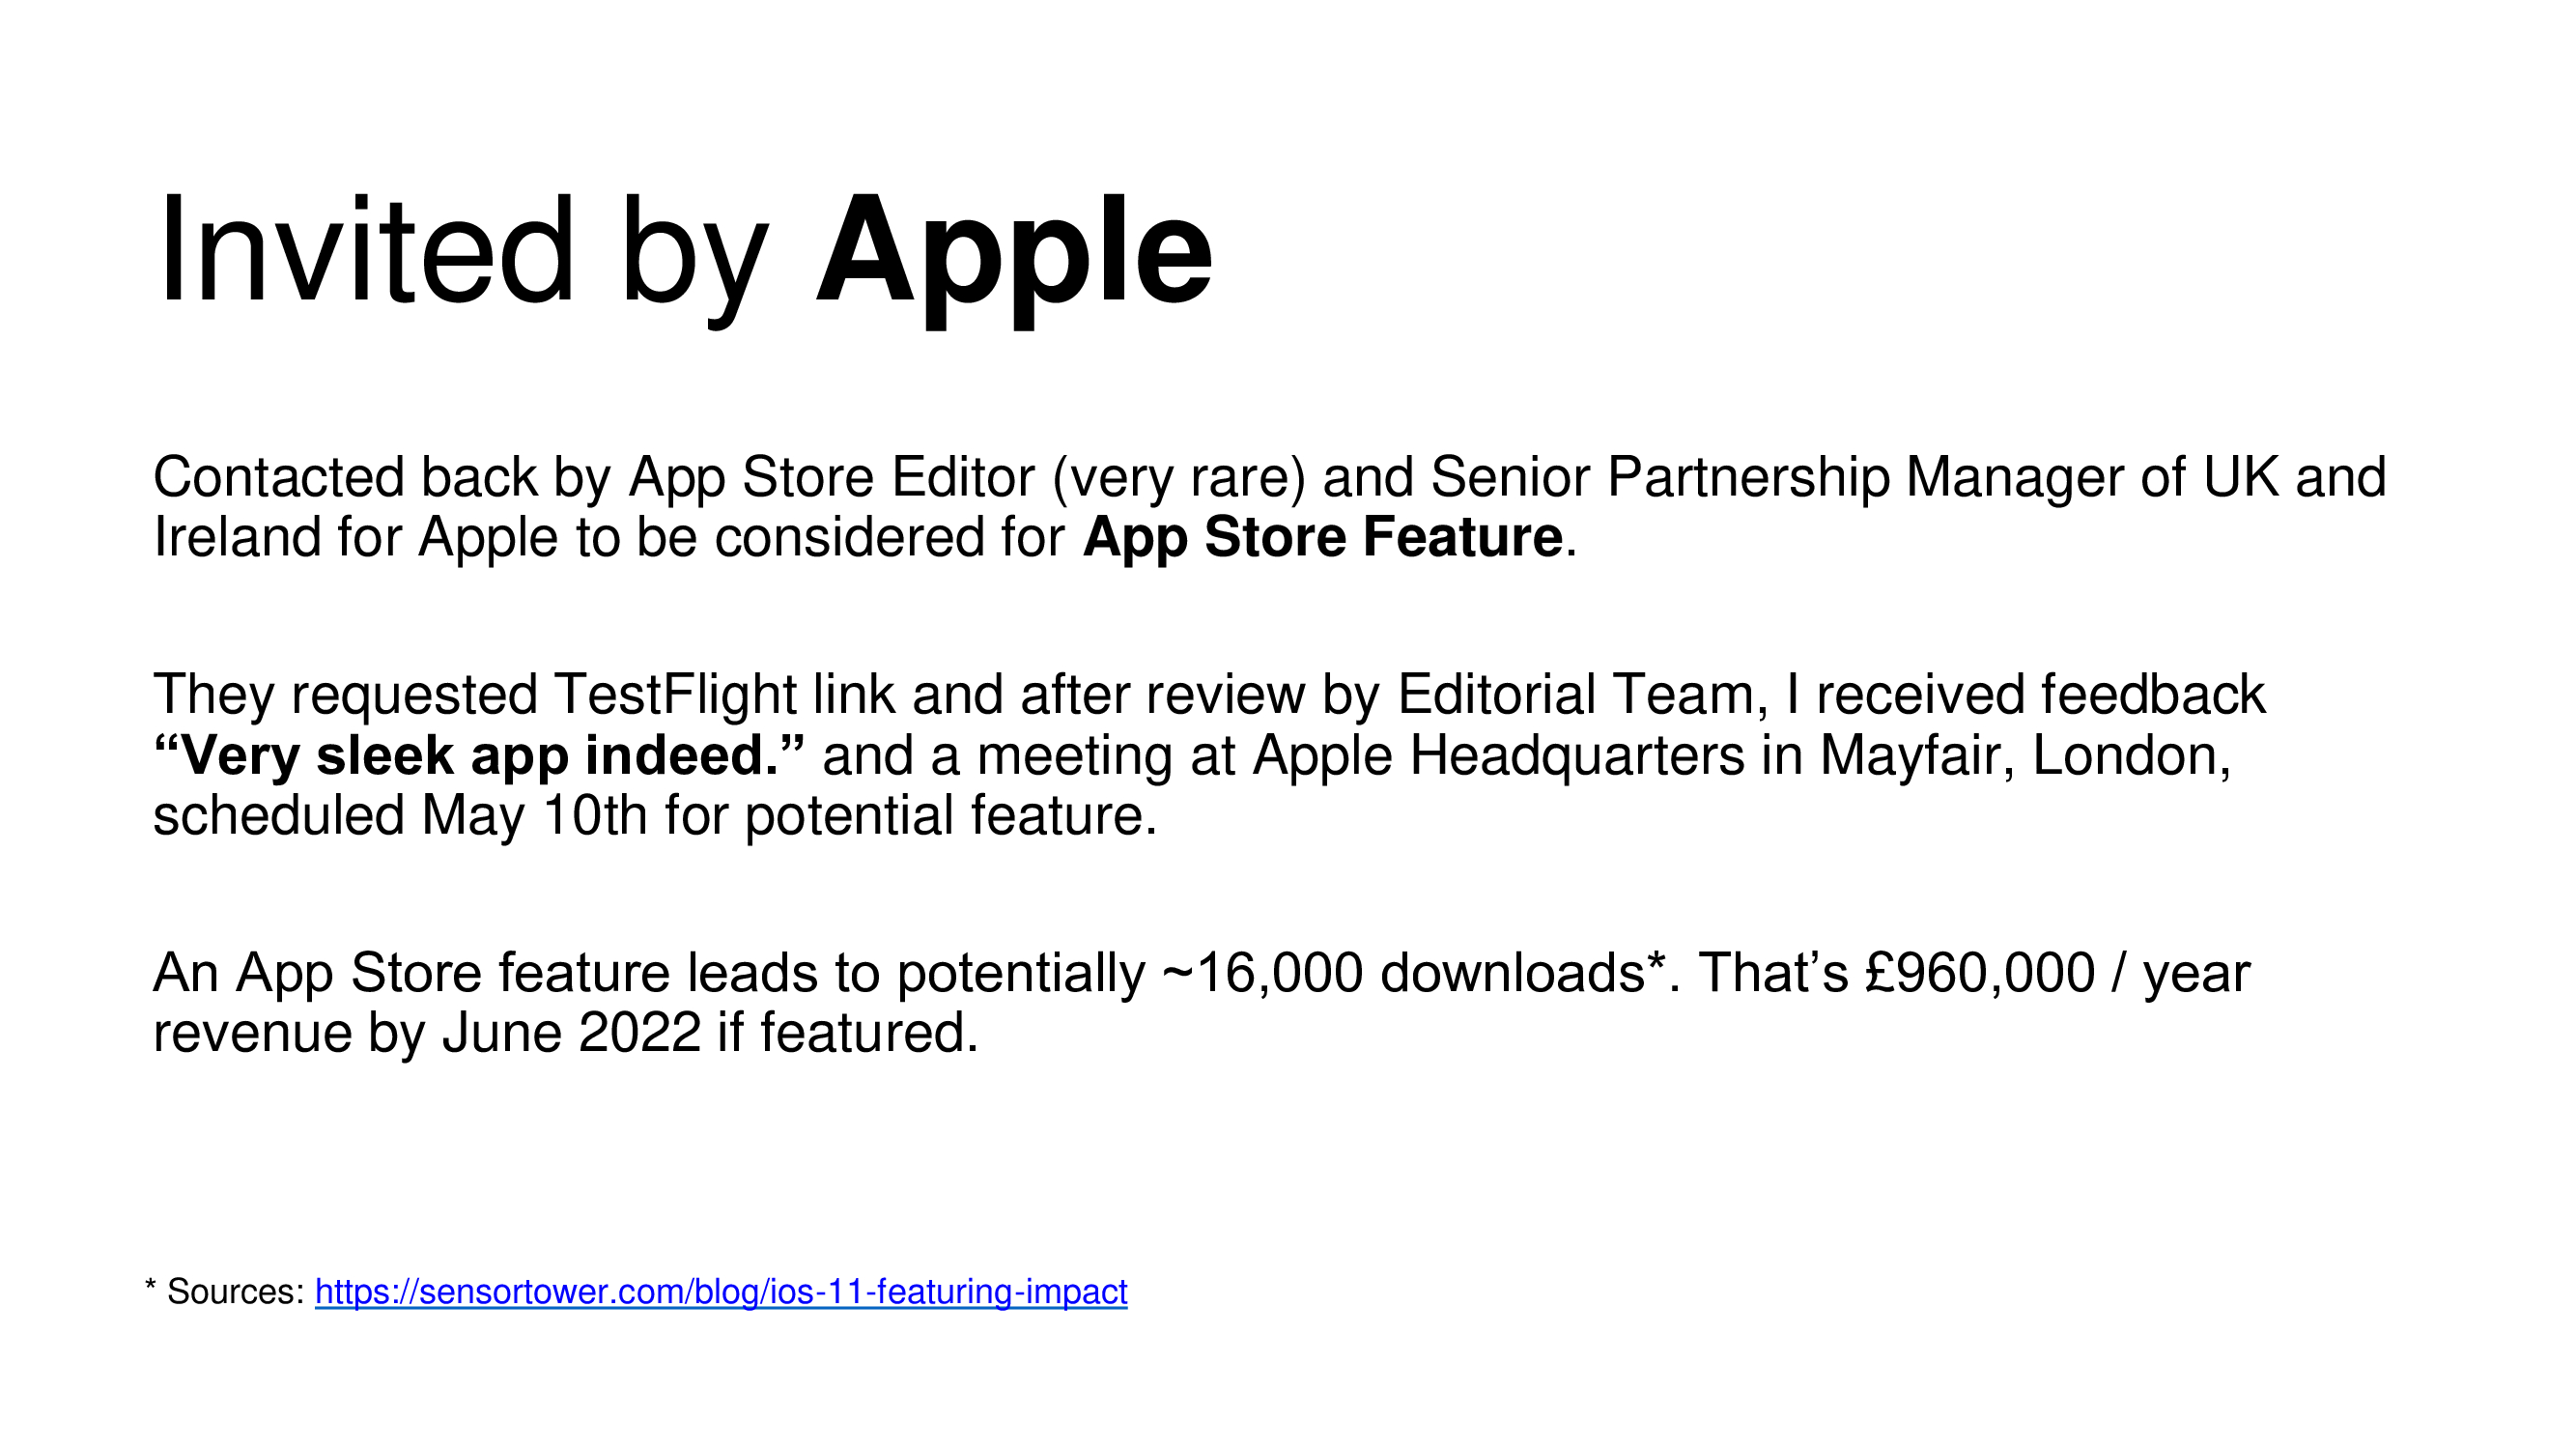 Invited by Apple
Contacted back by App Store Editor (very rare) and Senior Partnership Manager of UK and
Ireland for Apple to be considered for App Store Feature.
They requested TestFlight link and after review by Editorial Team, I received feedback
“Very sleek app indeed.” and a meeting at Apple Headquarters in Mayfair, London,
scheduled May 10th for potential feature.
An App Store feature leads to potentially ~16,000 downloads*. That’s £960,000 / year
revenue by June 2022 if featured.
* Sources: https://sensortower.com/blog/ios-11-featuring-impact